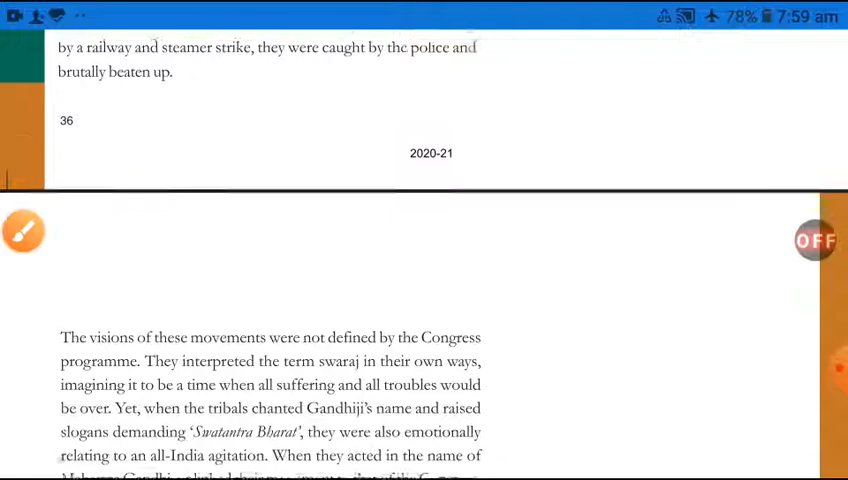 78% 7:59 am
by a railway and steamer strike, they were caught by the police and
brutally beaten up.
36
2020-21
OFF
The visions of these movements were not defined by the Congress
programme. They interpreted the term swaraj in their own ways,
imagining it to be a time when all suffering and all troubles would
be over. Yet, when the tribals chanted Gandhiji's name and raised
slogans demanding ‘Swatantra Bharat’, they were also emotionally
relating to an all-India agitation. When they acted in the name of